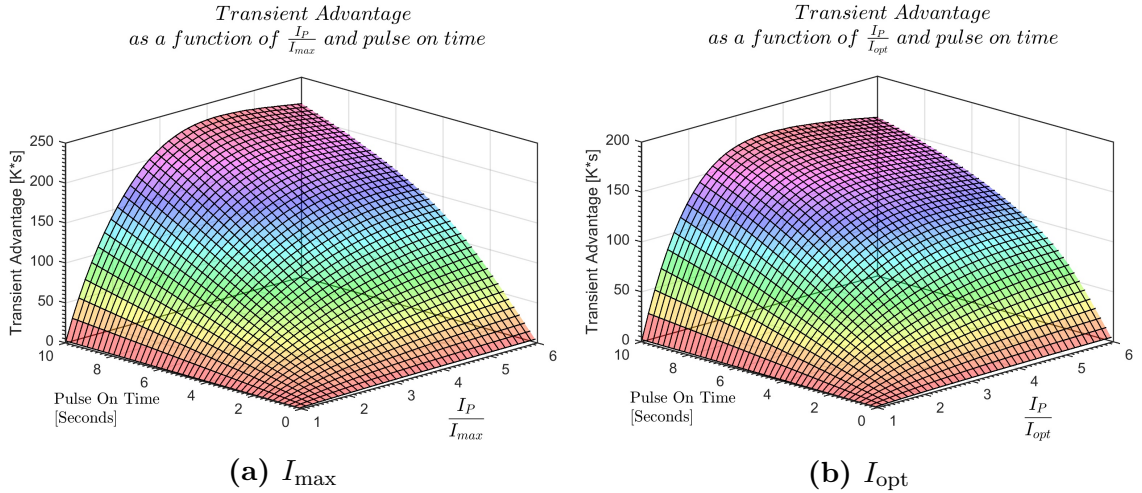 Transient Advantage
as a function of I_P/I_max and pulse on time
Transient Advantage [K*s]
250
200
150
100
50
0
10
8
6
4
2
0
Pulse On Time
[Seconds]
1
2
3
4
5
6
I_P/I_max
(a) I_max
Transient Advantage
as a function of I_P/I_opt and pulse on time
Transient Advantage [K*s]
200
150
100
50
0
10
8
6
4
2
0
Pulse On Time
[Seconds]
1
2
3
4
5
6
I_P/I_opt
(b) I_opt